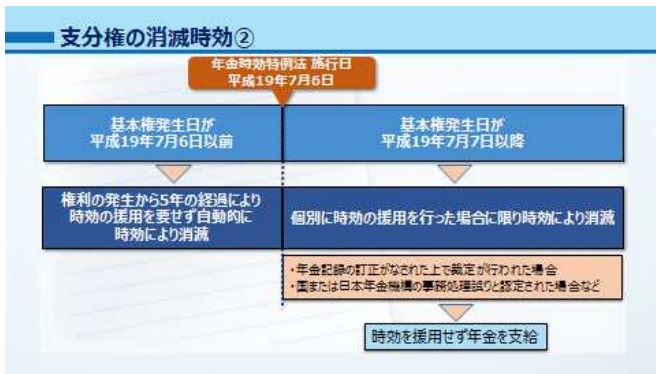 支分権の消滅時効②
年金時効特例法 施行日
平成19年7月6日
基本権発生日が
平成19年7月6日以前
基本権発生日が
平成19年7月7日以降
権利の発生から5年の経過により
時効の援用を要せず自動的に
時効により消滅
個別に時効の援用を行った場合に限り時効により消滅
・年金記録の訂正がなされた上で裁定が行われた場合
・国または日本年金機構の事務処理誤りと認定された場合など
時効を援用せず年金を支給